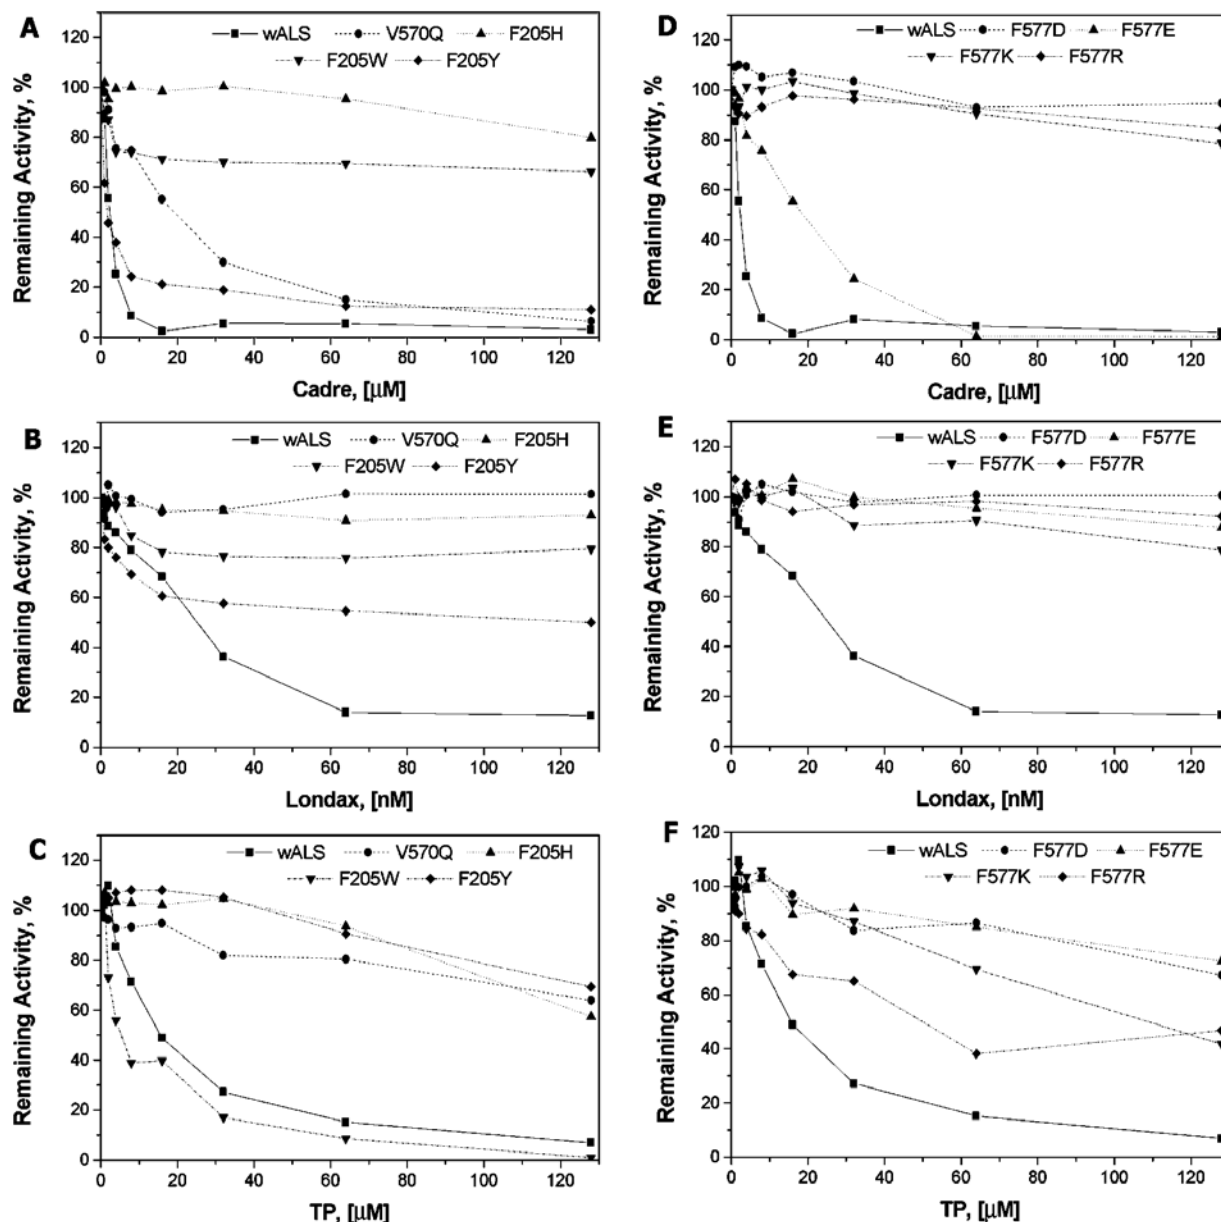 A
wALS V570Q F205H
F205W F205Y
Remaining Activity, %
120
100
80
60
40
20
0
0 20 40 60 80 100 120
Cadre, [µM]
D
F577D F577E
wALS F577K F577R
Remaining Activity, %
120
100
80
60
40
20
0
0 20 40 60 80 100 120
Cadre, [µM]
B
wALS V570Q F205H
F205W F205Y
Remaining Activity, %
120
100
80
60
40
20
0
0 20 40 60 80 100 120
Londax, [nM]
E
wALS F577D F577E
F577K F577R
Remaining Activity, %
120
100
80
60
40
20
0
0 20 40 60 80 100 120
Londax, [nM]
C
wALS V570Q F205H
F205W F205Y
Remaining Activity, %
120
100
80
60
40
20
0
0 20 40 60 80 100 120
TP, [µM]
F
wALS F577D F577E
F577K F577R
Remaining Activity, %
120
100
80
60
40
20
0
0 20 40 60 80 100 120
TP, [µM]